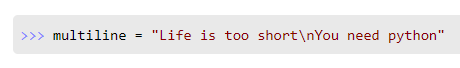 >>> multiline = "Life is too short\nYou need python"